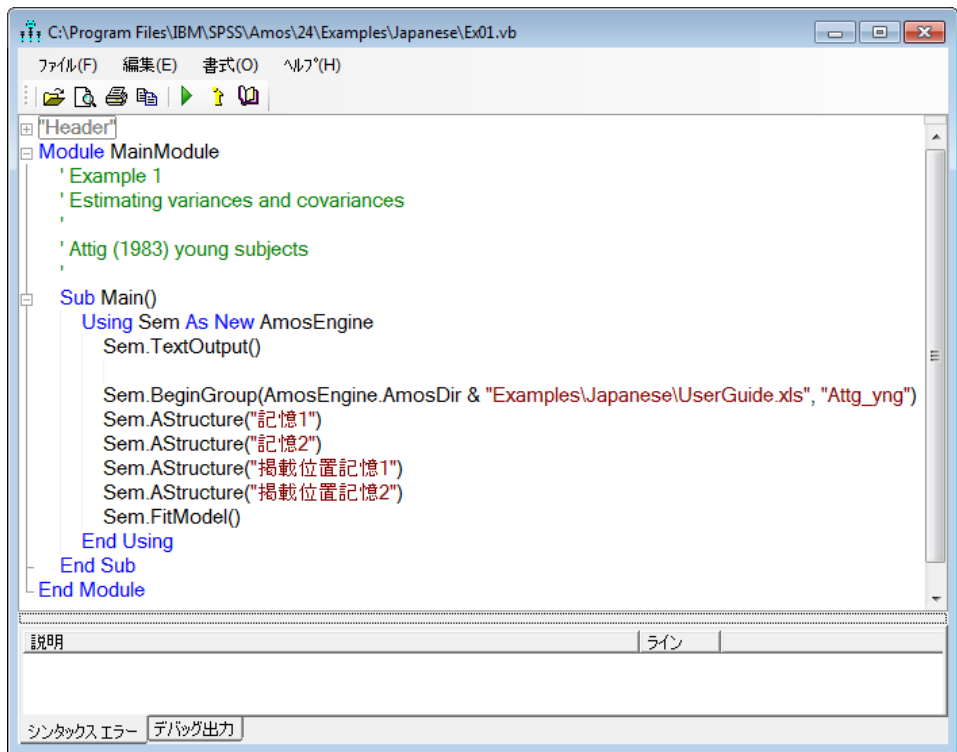 C:\Program Files\IBM\SPSS\Amos\24\Examples\Japanese\Ex01.vb
ファイル(F) 編集(E) 書式(O) ヘルプ(H)
"Header"
Module MainModule
' Example 1
' Estimating variances and covariances
'
' Attig (1983) young subjects
'
Sub Main()
Using Sem As New AmosEngine
Sem.TextOutput()
Sem.BeginGroup(AmosEngine.AmosDir & "Examples\Japanese\UserGuide.xls", "Attg_yng")
Sem.AStructure("記憶1")
Sem.AStructure("記憶2")
Sem.AStructure("掲載位置記憶1")
Sem.AStructure("掲載位置記憶2")
Sem.FitModel()
End Using
End Sub
End Module
説明 ライン
シンタックス エラー デバッグ出力